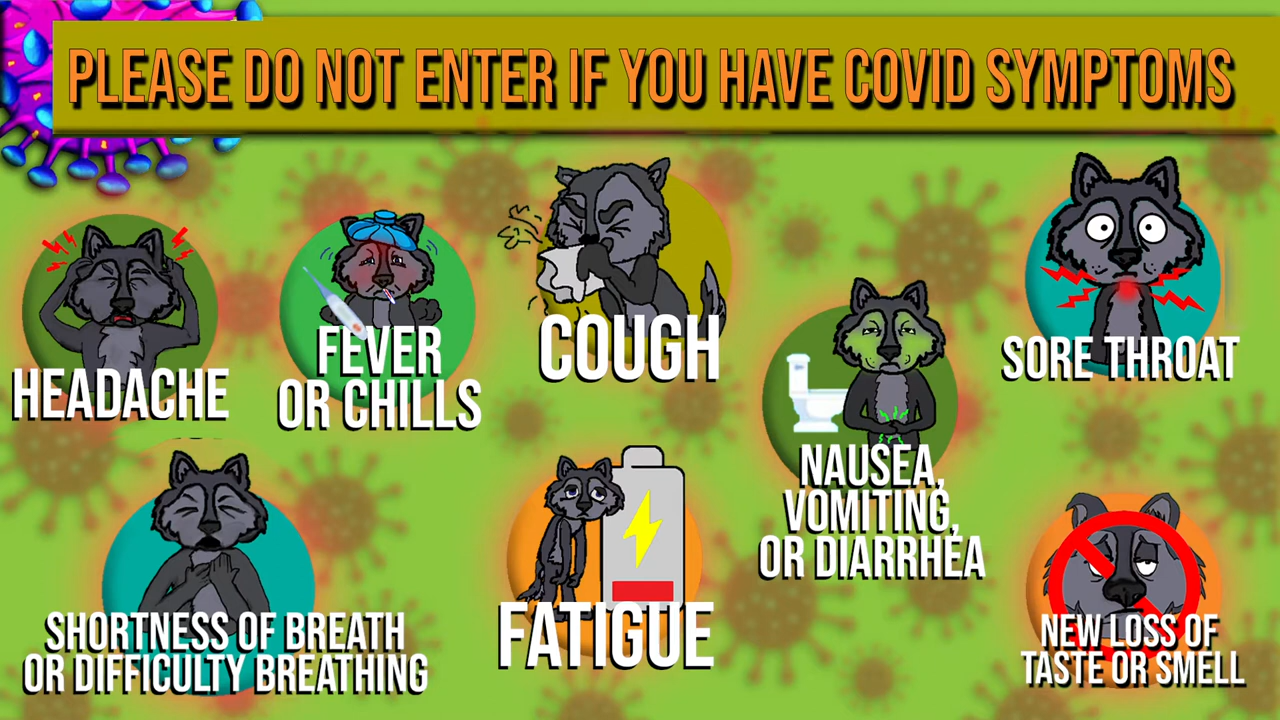 PLEASE DO NOT ENTER IF YOU HAVE COVID SYMPTOMS
HEADACHE
FEVER
OR CHILLS
COUGH
NAUSEA,
VOMITING,
OR DIARRHEA
SORE THROAT
SHORTNESS OF BREATH
OR DIFFICULTY BREATHING
FATIGUE
NEW LOSS OF
TASTE OR SMELL